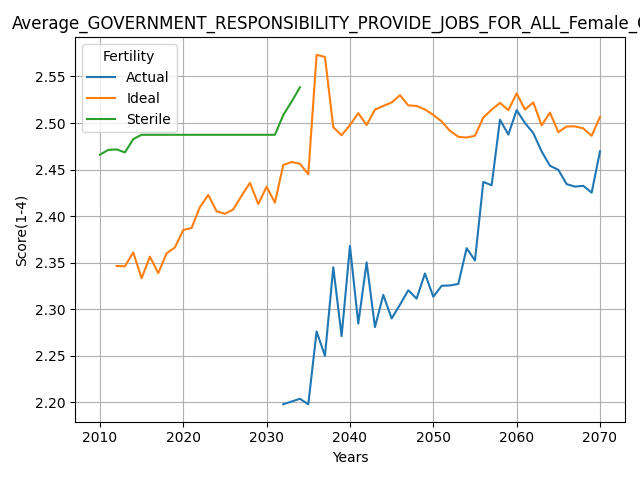 Average_GOVERNMENT_RESPONSIBILITY_PROVIDE_JOBS_FOR_ALL_Female_
Fertility
Actual
Ideal
Sterile
Score(1-4)
2.55
2.50
2.45
2.40
2.35
2.30
2.25
2.20
2010 2020 2030 2040 2050 2060 2070
Years